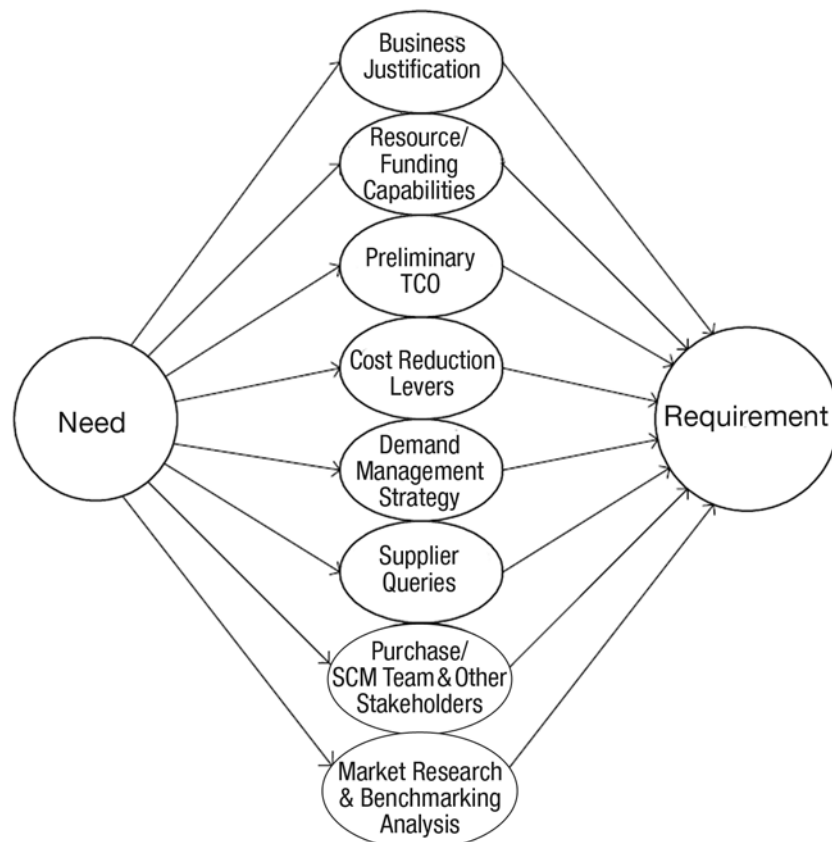 Business
Justification
Resource/
Funding
Capabilities
Preliminary
TCO
Cost Reduction
Levers
Need
Requirement
Demand
Management
Strategy
Supplier
Queries
Purchase/
SCM Team & Other
Stakeholders
Market Research
& Benchmarking
Analysis